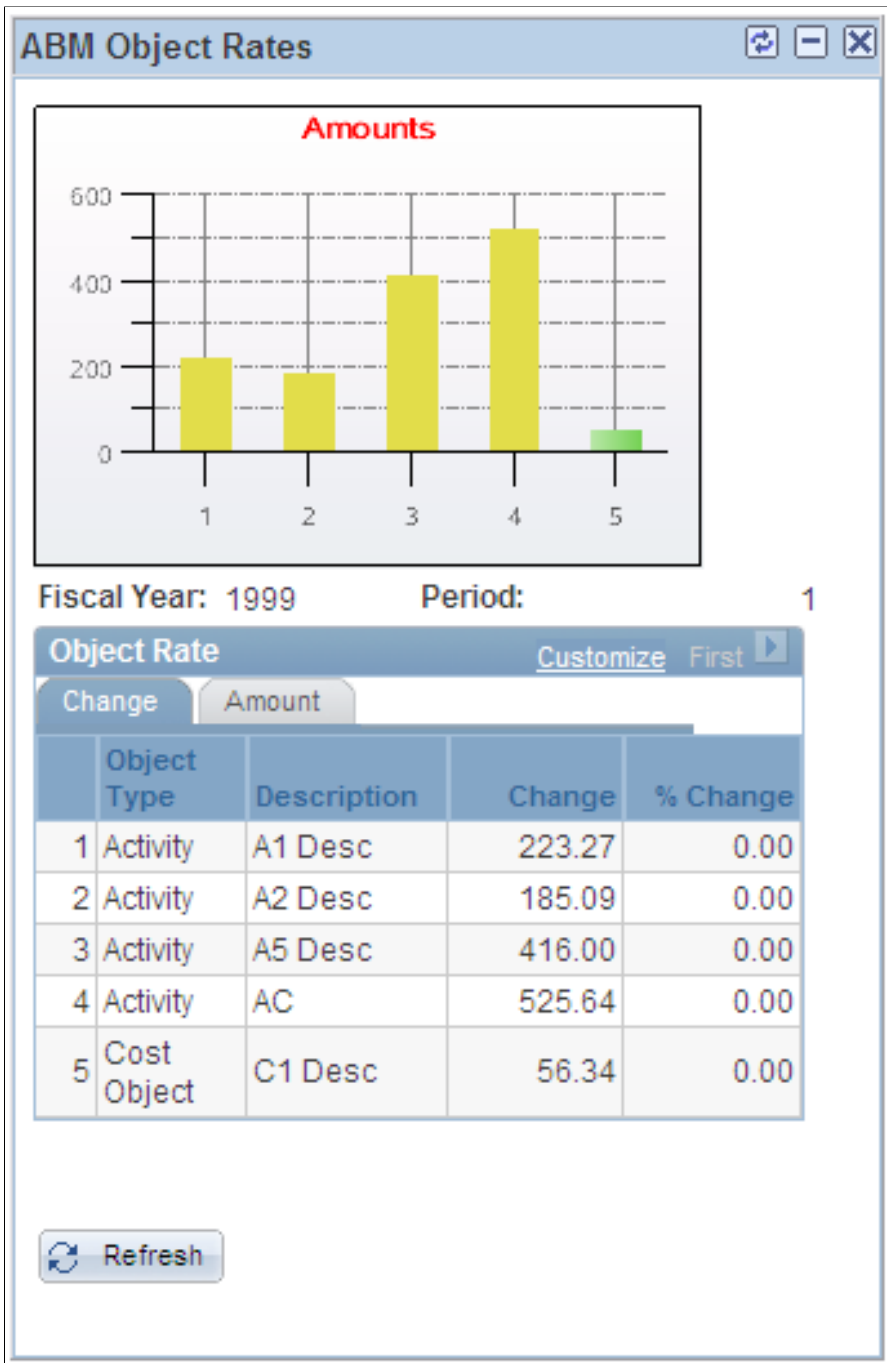 ABM Object Rates
Amounts
600
400
200
0
1 2 3 4 5
Fiscal Year: 1999 Period: 1
Object Rate Customize First
Change Amount
Object Type Description Change % Change
1 Activity A1 Desc 223.27 0.00
2 Activity A2 Desc 185.09 0.00
3 Activity A5 Desc 416.00 0.00
4 Activity AC 525.64 0.00
5 Cost Object C1 Desc 56.34 0.00
Refresh